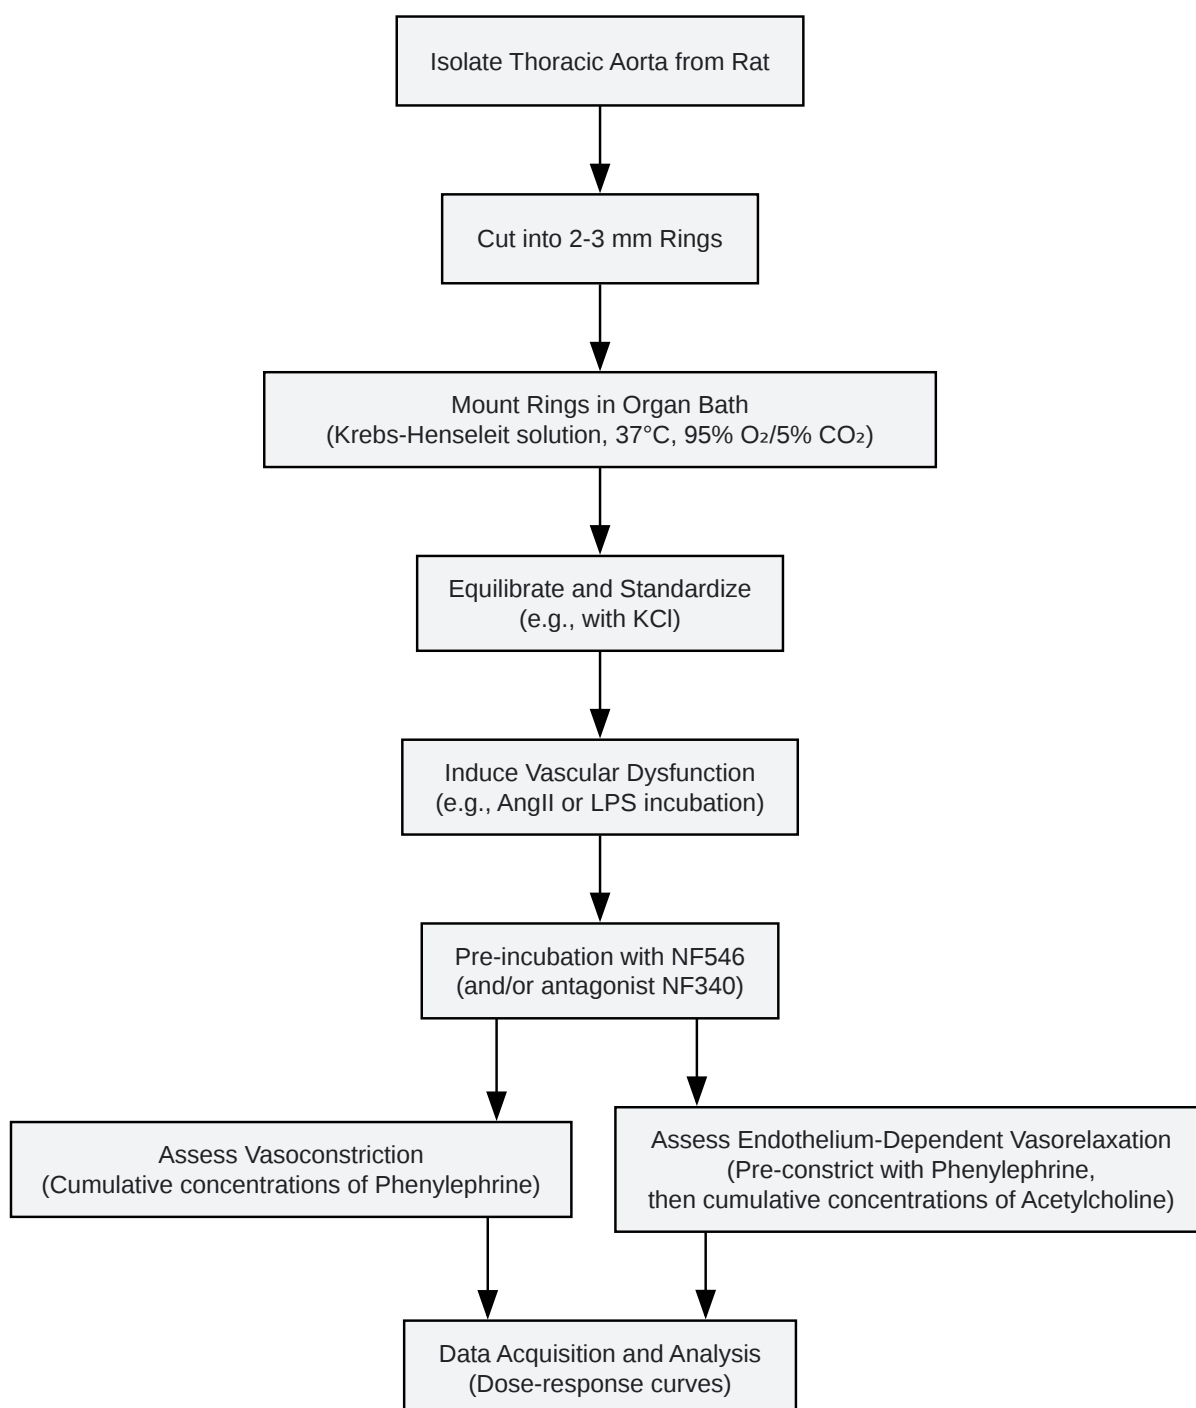 Isolate Thoracic Aorta from Rat
Cut into 2-3 mm Rings
Mount Rings in Organ Bath
(Krebs-Henseleit solution, 37°C, 95% O₂/5% CO₂)
Equilibrate and Standardize
(e.g., with KCl)
Induce Vascular Dysfunction
(e.g., AngII or LPS incubation)
Pre-incubation with NF546
(and/or antagonist NF340)
Assess Vasoconstriction
(Cumulative concentrations of Phenylephrine)
Assess Endothelium-Dependent Vasorelaxation
(Pre-constrict with Phenylephrine,
then cumulative concentrations of Acetylcholine)
Data Acquisition and Analysis
(Dose-response curves)